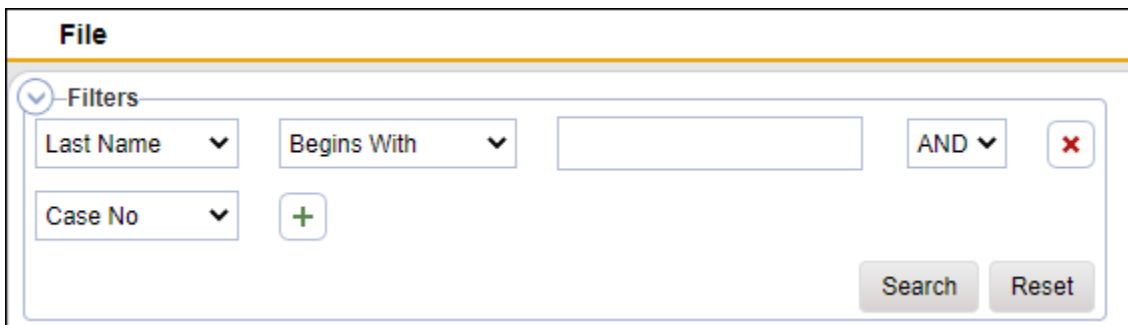 File
Filters
Last Name Begins With AND
Case No
Search Reset